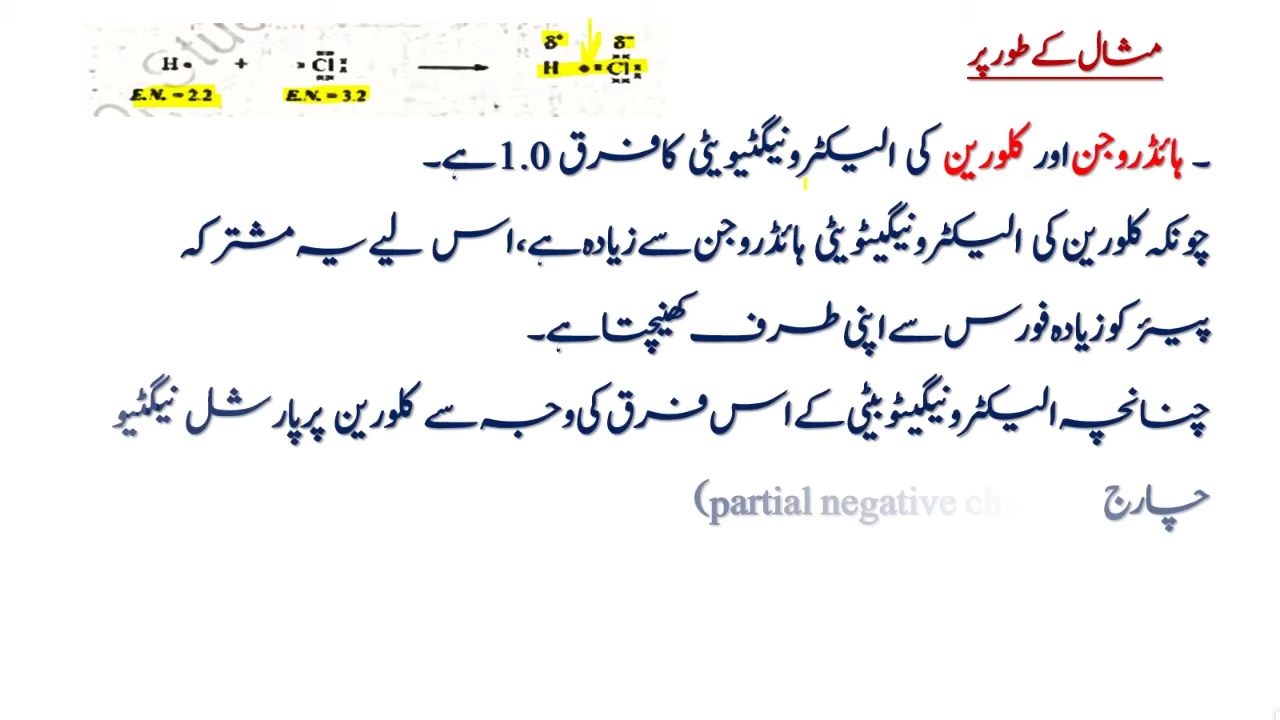 مثال کے طور پر
H + Cl → H Cl
δ+ δ-
E.N. = 2.2 E.N. = 3.2
۔ ہائڈروجن اور کلورین کی الیکٹرونیگٹیویٹی کا فرق 1.0 ہے۔
چونکہ کلورین کی الیکٹرونیگیٹویٹی ہائڈروجن سے زیادہ ہے، اس لیے یہ مشترکہ
پیئر کو زیادہ فورس سے اپنی طرف کھینچتا ہے۔
چنانچہ الیکٹرونیگیٹوبیٹی کے اس فرق کی وجہ سے کلورین پر پارشل نیگٹیو
چارج (partial negative